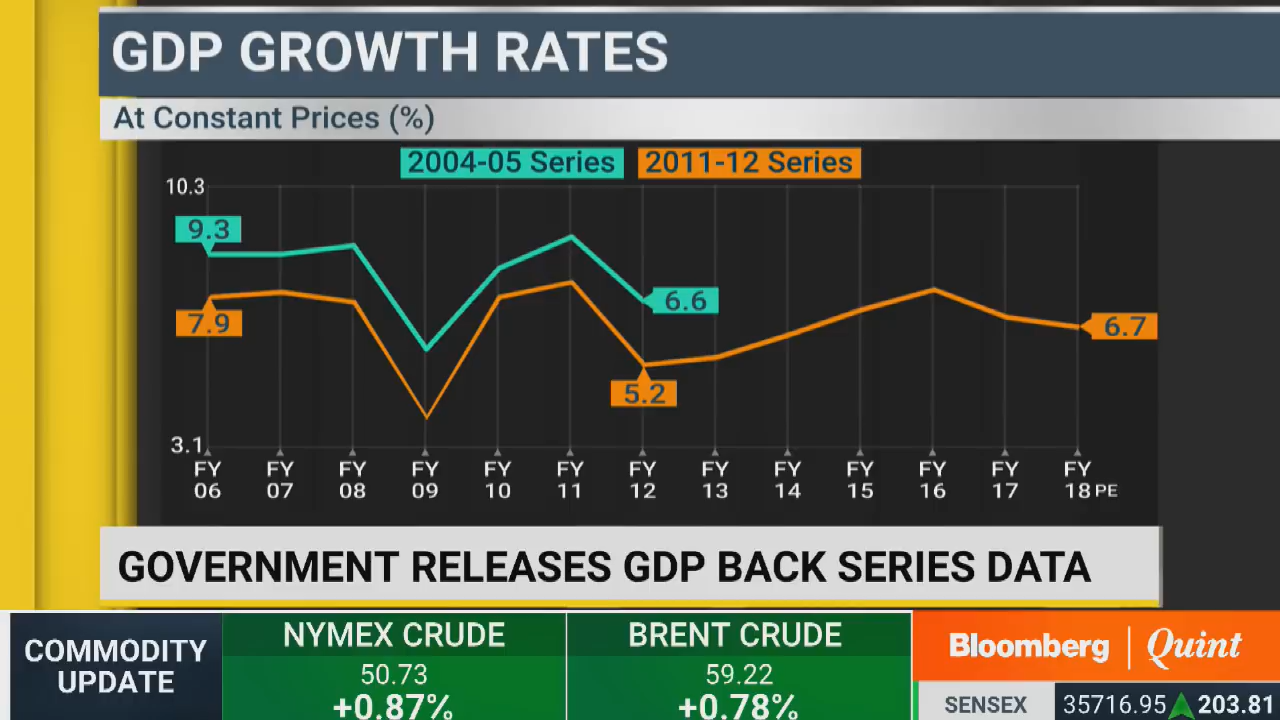 GDP GROWTH RATES
At Constant Prices (%)
2004-05 Series 2011-12 Series
10.3
9.3
7.9
6.6
6.7
5.2
3.1
FY 06 FY 07 FY 08 FY 09 FY 10 FY 11 FY 12 FY 13 FY 14 FY 15 FY 16 FY 17 FY 18 PE
GOVERNMENT RELEASES GDP BACK SERIES DATA
COMMODITY UPDATE
NYMEX CRUDE
50.73
+0.87%
BRENT CRUDE
59.22
+0.78%
Bloomberg | Quint
SENSEX 35716.95 203.81